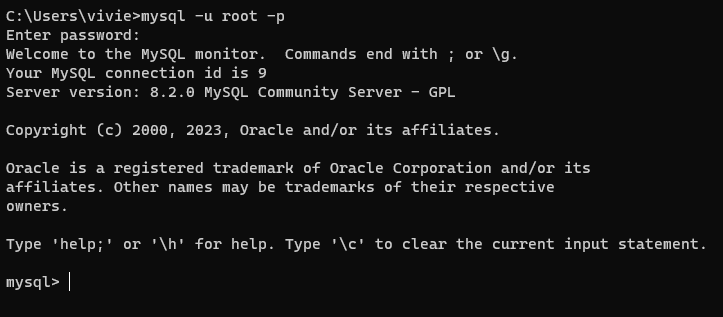 C:\Users\vivie>mysql -u root -p
Enter password:
Welcome to the MySQL monitor.  Commands end with ; or \g.
Your MySQL connection id is 9
Server version: 8.2.0 MySQL Community Server - GPL
Copyright (c) 2000, 2023, Oracle and/or its affiliates.
Oracle is a registered trademark of Oracle Corporation and/or its
affiliates. Other names may be trademarks of their respective
owners.
Type 'help;' or '\h' for help. Type '\c' to clear the current input statement.
mysql>